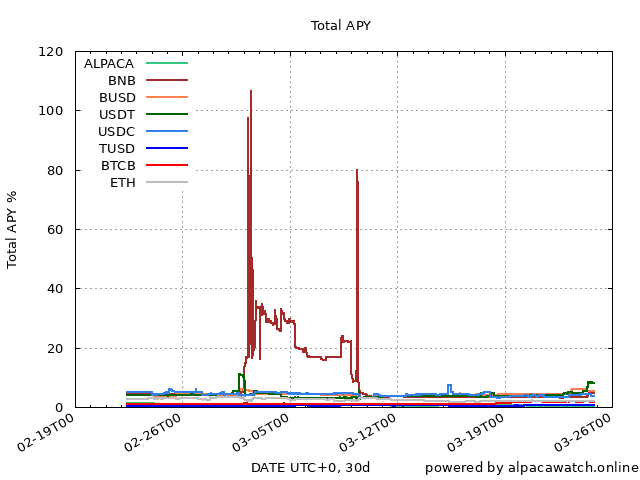 Total APY
120
100
80
60
40
20
0
Total APY %
ALPACA
BNB
BUSD
USDT
USDC
TUSD
BTCB
ETH
02-19T00
02-26T00
03-05T00
03-12T00
03-19T00
03-26T00
DATE UTC+0, 30d
powered by alpacawatch.online